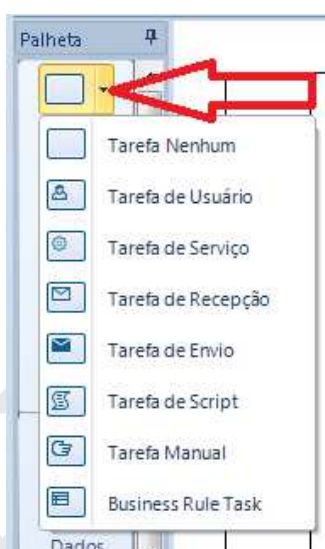 Palheta
Tarefa Nenhum
Tarefa de Usuário
Tarefa de Serviço
Tarefa de Recepção
Tarefa de Envio
Tarefa de Script
Tarefa Manual
Business Rule Task
Dados